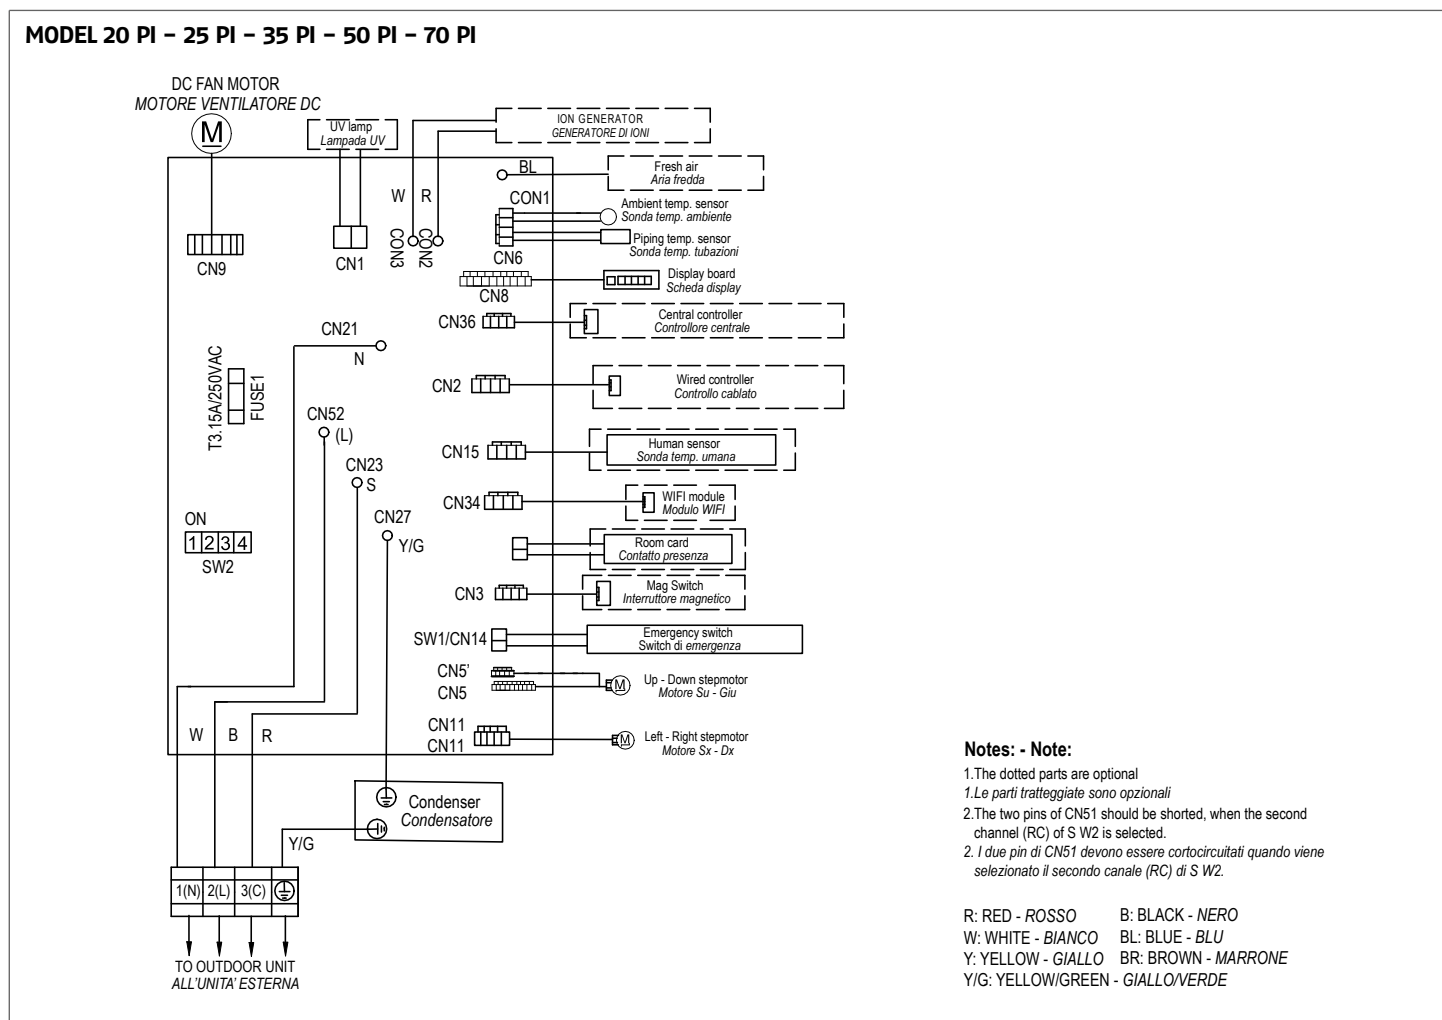 MODEL 20 PI – 25 PI – 35 PI – 50 PI – 70 PI
DC FAN MOTOR
MOTORE VENTILATORE DC
M
UV lamp
Lampada UV
ION GENERATOR
GENERATORE DI IONI
BL
Fresh air
Aria fredda
W
R
CON1
Ambient temp. sensor
Sonda temp. ambiente
Piping temp. sensor
Sonda temp. tubazioni
CN9
CN1
CON3
CON2
CN6
Display board
Scheda display
CN8
CN36
Central controller
Controllore centrale
CN21
N
CN2
Wired controller
Controllo cablato
T3.15A/250VAC
FUSE1
CN52
(L)
CN15
Human sensor
Sonda temp. umana
CN23
S
CN34
WIFI module
Modulo WIFI
CN27
Y/G
ON
1 2 3 4
SW2
Room card
Contatto presenza
CN3
Mag Switch
Interruttore magnetico
SW1/CN14
Emergency switch
Switch di emergenza
CN5'
CN5
M
Up - Down stepmotor
Motore Su - Giu
CN11
CN11
M
Left - Right stepmotor
Motore Sx - Dx
W
B
R
Condenser
Condensatore
Y/G
1(N) 2(L) 3(C)
TO OUTDOOR UNIT
ALL'UNITA' ESTERNA
Notes: - Note:
1.The dotted parts are optional
1.Le parti tratteggiate sono opzionali
2.The two pins of CN51 should be shorted, when the second
channel (RC) of S W2 is selected.
2. I due pin di CN51 devono essere cortocircuitati quando viene
selezionato il secondo canale (RC) di S W2.
R: RED - ROSSO B: BLACK - NERO
W: WHITE - BIANCO BL: BLUE - BLU
Y: YELLOW - GIALLO BR: BROWN - MARRONE
Y/G: YELLOW/GREEN - GIALLO/VERDE